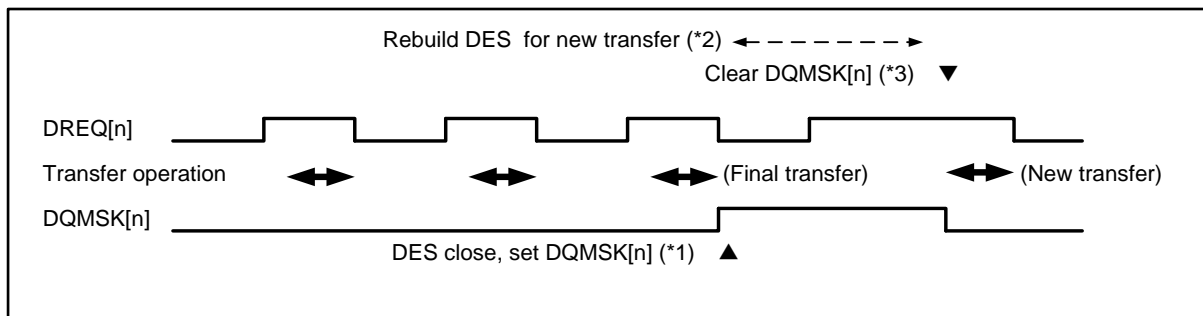 Rebuild DES for new transfer (*2)
Clear DQMSK[n] (*3)
DREQ[n]
Transfer operation
(Final transfer)
(New transfer)
DQMSK[n]
DES close, set DQMSK[n] (*1)